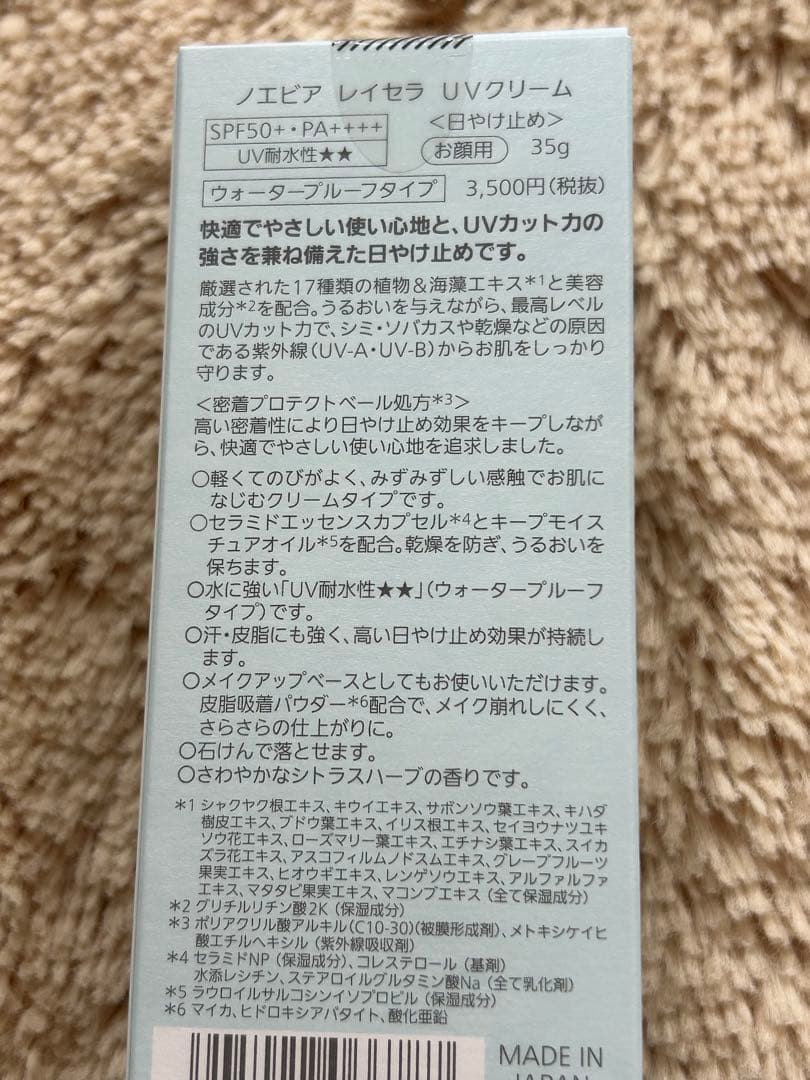 ノエビア レイセラ UVクリーム
SPF50+・PA++++ <日やけ止め>
UV耐水性★★ お顔用 35g
ウォータープルーフタイプ 3,500円(税抜)
快適でやさしい使い心地と、UVカット力の
強さを兼ね備えた日やけ止めです。
厳選された17種類の植物&海藻エキス*1と美容
成分*2を配合。うるおいを与えながら、最高レベル
のUVカット力で、シミ・ソバカスや乾燥などの原因
である紫外線(UV-A・UV-B)からお肌をしっかり
守ります。
<密着プロテクトベール処方*3>
高い密着性により日やけ止め効果をキープしなが
ら、快適でやさしい使い心地を追求しました。
○軽くてのびがよく、みずみずしい感触でお肌に
なじむクリームタイプです。
○セラミドエッセンスカプセル*4とキープモイス
チュアオイル*5を配合。乾燥を防ぎ、うるおいを
保ちます。
○水に強い「UV耐水性★★」(ウォータープルーフ
タイプ)です。
○汗・皮脂にも強く、高い日やけ止め効果が持続し
ます。
○メイクアップベースとしてもお使いいただけます。
皮脂吸着パウダー*6配合で、メイク崩れしにくく、
さらさらの仕上がりに。
○石けんで落とせます。
○さわやかなシトラスハーブの香りです。
*1 シャクヤク根エキス、キウイエキス、サボンソウ葉エキス、キハダ
樹皮エキス、ブドウ葉エキス、イリス根エキス、セイヨウナツユキ
ソウ花エキス、ローズマリー葉エキス、エチナシ葉エキス、スイカ
ズラ花エキス、アスコフィルムノドスムエキス、グレープフルーツ
果実エキス、ヒオウギエキス、レンゲソウエキス、アルファルファ
エキス、マタタビ果実エキス、マコンブエキス (全て保湿成分)
*2 グリチルリチン酸2K (保湿成分)
*3 ポリアクリル酸アルキル(C10-30)(被膜形成剤)、メトキシケイヒ
酸エチルヘキシル (紫外線吸収剤)
*4 セラミドNP (保湿成分)、コレステロール (基剤)
水添レシチン、ステアロイルグルタミン酸Na (全て乳化剤)
*5 ラウロイルサルコシンイソプロピル (保湿成分)
*6 マイカ、ヒドロキシアパタイト、酸化亜鉛
MADE IN
JAPAN